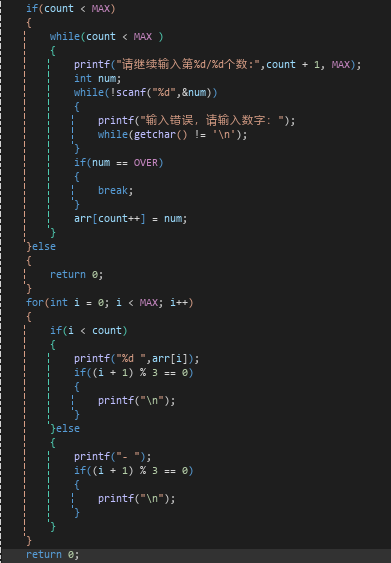 if(count < MAX)
{
    while(count < MAX )
    {
        printf("请继续输入第%d/%d个数:",count + 1, MAX);
        int num;
        while(!scanf("%d",&num))
        {
            printf("输入错误，请输入数字: ");
            while(getchar() != '\n');
        }
        if(num == OVER)
        {
            break;
        }
        arr[count++] = num;
    }
}else
{
    return 0;
}
for(int i = 0; i < MAX; i++)
{
    if(i < count)
    {
        printf("%d ",arr[i]);
        if((i + 1) % 3 == 0)
        {
            printf("\n");
        }
    }else
    {
        printf("- ");
        if((i + 1) % 3 == 0)
        {
            printf("\n");
        }
    }
}
return 0;